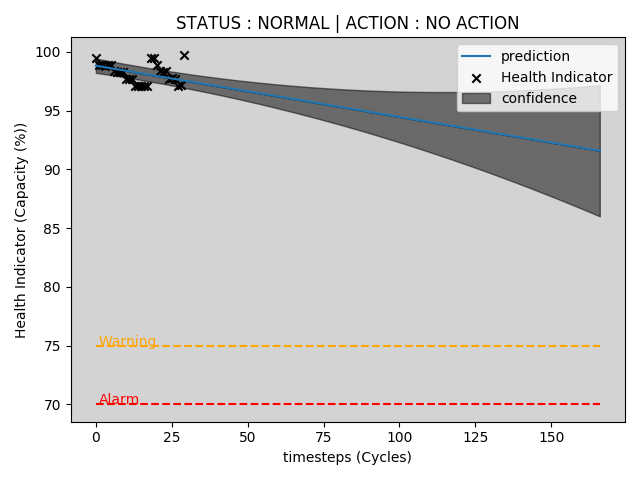 STATUS : NORMAL | ACTION : NO ACTION
prediction
Health Indicator
confidence
100
95
90
85
80
75
70
Health Indicator (Capacity (%))
Warning
Alarm
0
25
50
75
100
125
150
timesteps (Cycles)